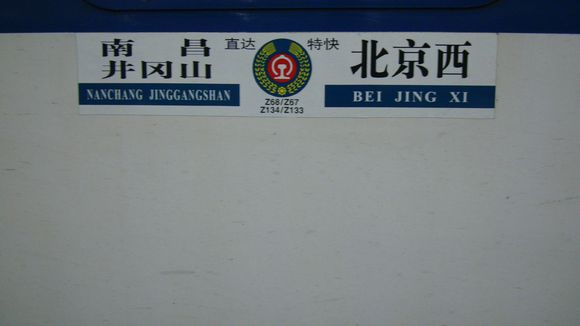 南 昌
井冈山
NANCHANG JINGGANGSHAN
直达 特快
Z68/Z67
Z134/Z133
北京西
BEI JING XI